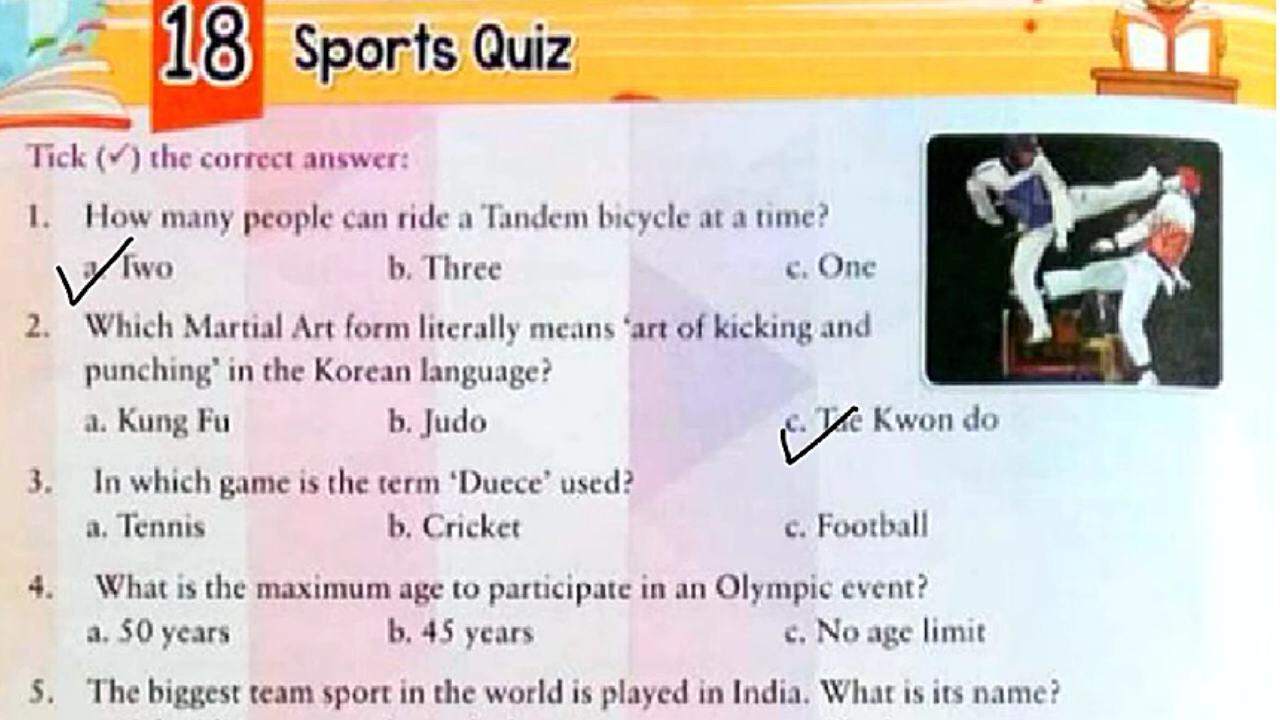 18 Sports Quiz
Tick (✓) the correct answer:
1. How many people can ride a Tandem bicycle at a time?
a. Two b. Three c. One
2. Which Martial Art form literally means ‘art of kicking and
punching’ in the Korean language?
a. Kung Fu b. Judo c. Tae Kwon do
3. In which game is the term ‘Duece’ used?
a. Tennis b. Cricket c. Football
4. What is the maximum age to participate in an Olympic event?
a. 50 years b. 45 years c. No age limit
5. The biggest team sport in the world is played in India. What is its name?